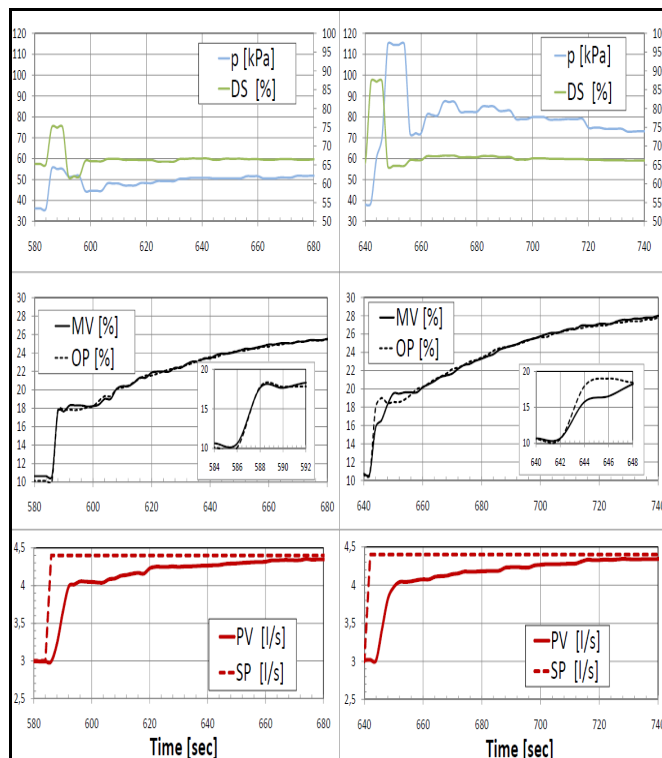 120 100 120 100
110 95 110 95
100 90 100 90
90 85 90 85
80 80 80 80
70 75 70 75
60 70 60 70
50 65 50 65
40 60 40 60
30 55 30 55
50 50
p [kPa]
DS [%]
p [kPa]
DS [%]
580 600 620 640 660 680
640 660 680 700 720 740
30 30
28 28
26 26
24 24
22 22
20 20
18 18
16 16
14 14
12 12
10 10
MV [%]
OP [%]
MV [%]
OP [%]
20
15
10
584 586 588 590 592
20
15
10
640 642 644 646 648
580 600 620 640 660 680
640 660 680 700 720 740
4,5 4.5
4 4
3,5 3,5
3 3
2,5 2,5
PV [l/s]
SP [l/s]
PV [l/s]
SP [l/s]
580 600 620 640 660 680
640 660 680 700 720 740
Time [sec]
Time [sec]